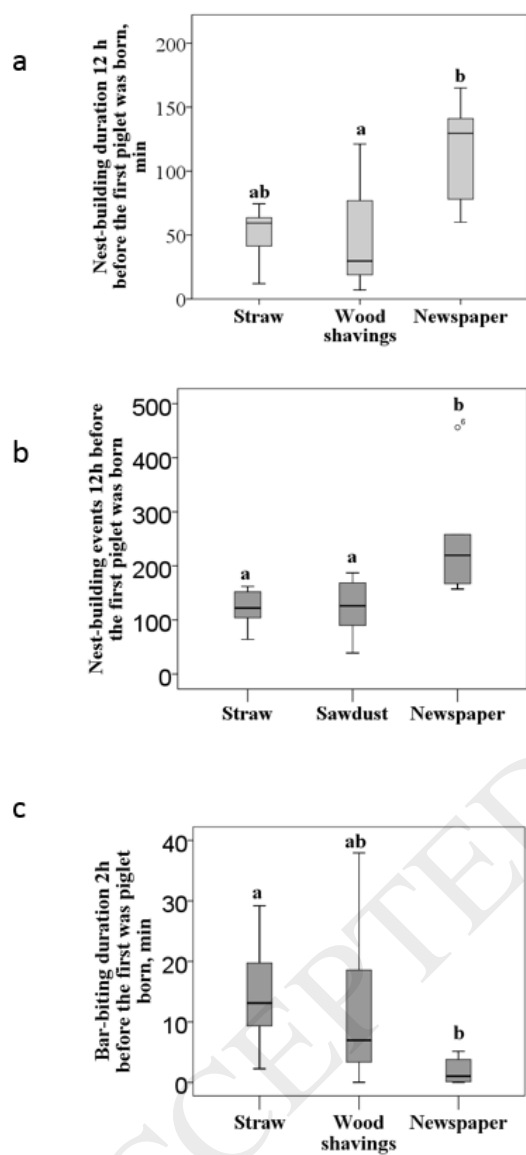 a
Nest-building duration 12 h
before the first piglet was born,
min
200
150
100
50
0
ab
a
b
Straw
Wood
shavings
Newspaper
b
Nest-building events 12h before
the first piglet was born
500
400
300
200
100
0
a
a
b
6
Straw
Sawdust
Newspaper
c
Bar-biting duration 2h
before the first was piglet
born, min
40
30
20
10
0
a
ab
b
Straw
Wood
shavings
Newspaper
CCEPTED